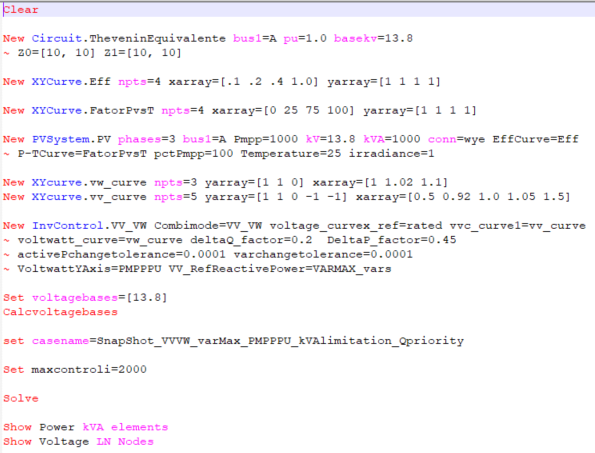 Clear
New Circuit.TheveninEquivalente bus1=A pu=1.0 basekv=13.8
~ Z0=[10, 10] Z1=[10, 10]
New XYCurve.Eff npts=4 xarray=[.1 .2 .4 1.0] yarray=[1 1 1 1]
New XYCurve.FatorPvsT npts=4 xarray=[0 25 75 100] yarray=[1 1 1 1]
New PVSystem.PV phases=3 bus1=A Pmpp=1000 kV=13.8 kVA=1000 conn=wye EffCurve=Eff
~ P-TCurve=FatorPvsT pctPmpp=100 Temperature=25 irradiance=1
New XYcurve.vw_curve npts=3 yarray=[1 1 0] xarray=[1 1.02 1.1]
New XYcurve.vv_curve npts=5 yarray=[1 1 0 -1 -1] xarray=[0.5 0.92 1.0 1.05 1.5]
New InvControl.VV_VW Combimode=VV_VW voltage_curvex_ref=rated vvc_curve1=vv_curve
~ voltwatt_curve=vw_curve deltaQ_factor=0.2 DeltaP_factor=0.45
~ activePchangetolerance=0.0001 varchangetolerance=0.0001
~ VoltwattYAxis=PMPPPU VV_RefReactivePower=VARMAX_vars
Set voltagebases=[13.8]
Calcvoltagebases
set casename=SnapShot_VVVW_varMax_PMPPPU_kVAlimitation_Qpriority
Set maxcontroli=2000
Solve
Show Power kVA elements
Show Voltage LN Nodes